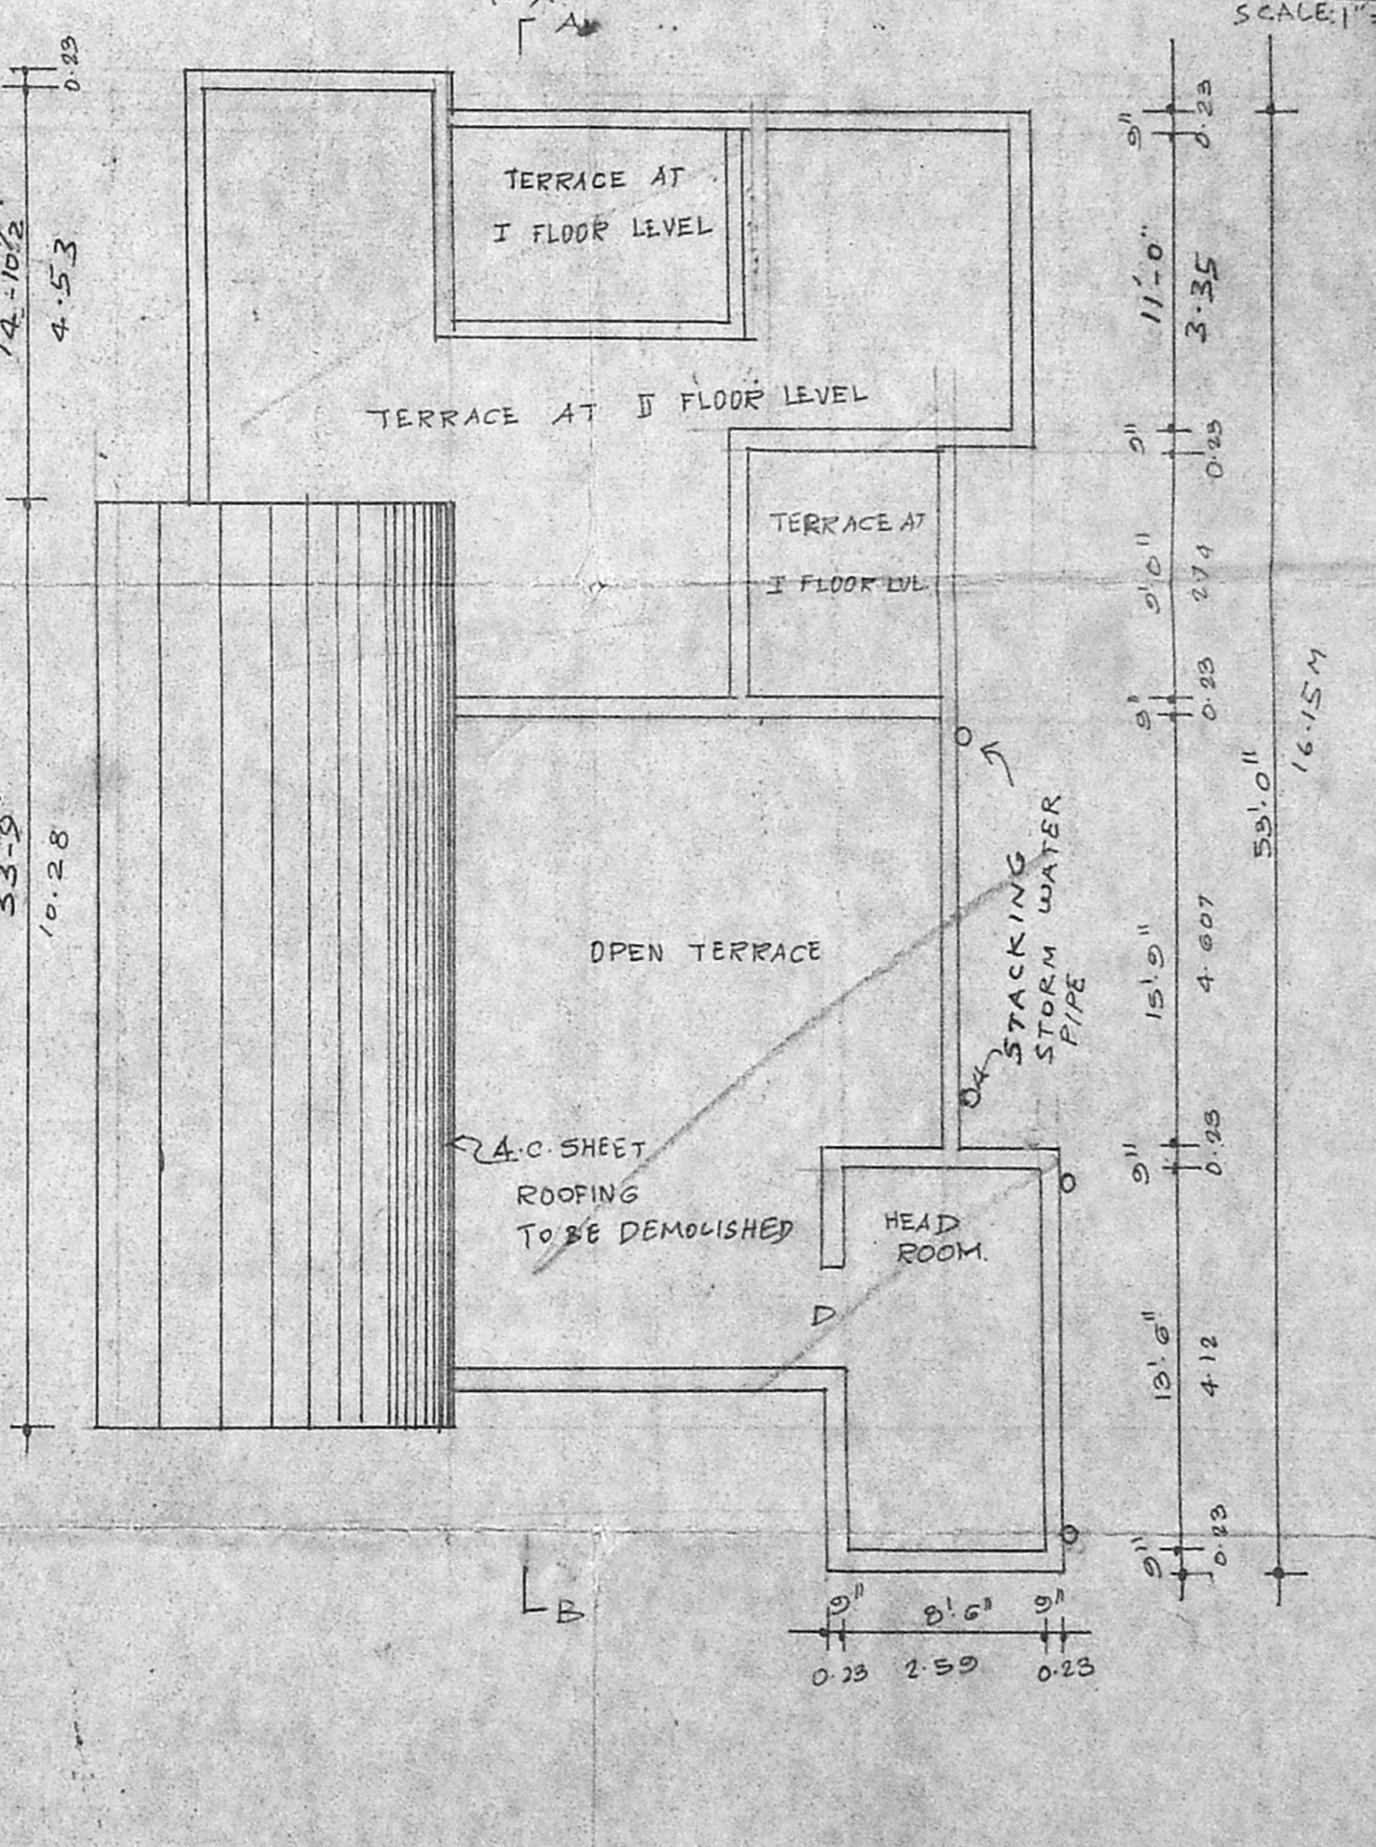 SCALE:1"=
A
0.23
14-10½"
4.53
33-9"
10.28
TERRACE AT
I FLOOR LEVEL
TERRACE AT II FLOOR LEVEL
TERRACE AT
I FLOOR LVL
OPEN TERRACE
A.C. SHEET
ROOFING
TO BE DEMOLISHED
HEAD
ROOM.
D
STACKING
STORM WATER
PIPE
9"
0.23
11'-0"
3.35
9"
0.23
9'0"
274
9"
0.23
15'9"
4.607
9"
0.23
13'6"
4.12
9"
0.23
53'.0"
16.15 M
B
9" 8'6" 9"
0.23 2.59 0.23